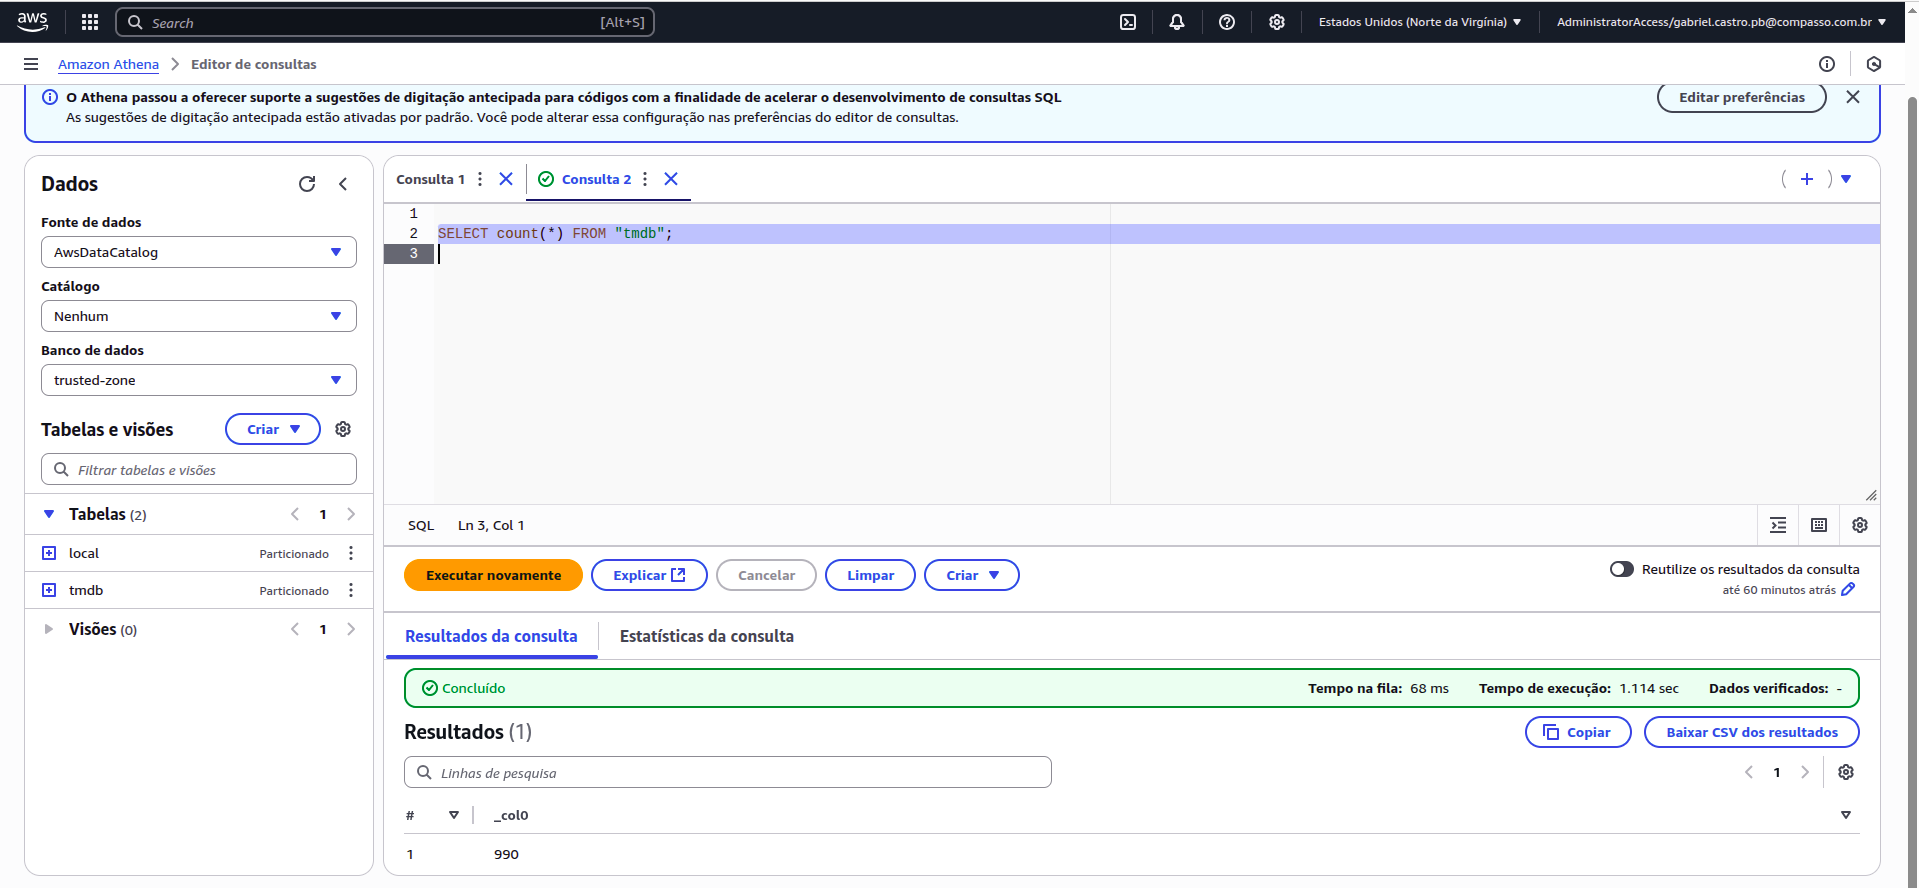 aws
Search [Alt+S]
Estados Unidos (Norte da Virgínia)
AdministratorAccess/gabriel.castro.pb@compasso.com.br
Amazon Athena > Editor de consultas
O Athena passou a oferecer suporte a sugestões de digitação antecipada para códigos com a finalidade de acelerar o desenvolvimento de consultas SQL
As sugestões de digitação antecipada estão ativadas por padrão. Você pode alterar essa configuração nas preferências do editor de consultas.
Editar preferências
Dados
Fonte de dados
AwsDataCatalog
Catálogo
Nenhum
Banco de dados
trusted-zone
Tabelas e visões
Criar
Filtrar tabelas e visões
Tabelas (2) 1
local Particionado
tmdb Particionado
Visões (0) 1
Consulta 1
Consulta 2
1
2 SELECT count(*) FROM "tmdb";
3
SQL Ln 3, Col 1
Executar novamente
Explicar
Cancelar
Limpar
Criar
Reutilize os resultados da consulta
até 60 minutos atrás
Resultados da consulta
Estatísticas da consulta
Concluído
Tempo na fila: 68 ms
Tempo de execução: 1.114 sec
Dados verificados: -
Resultados (1)
Copiar
Baixar CSV dos resultados
Linhas de pesquisa
1
# _col0
1 990